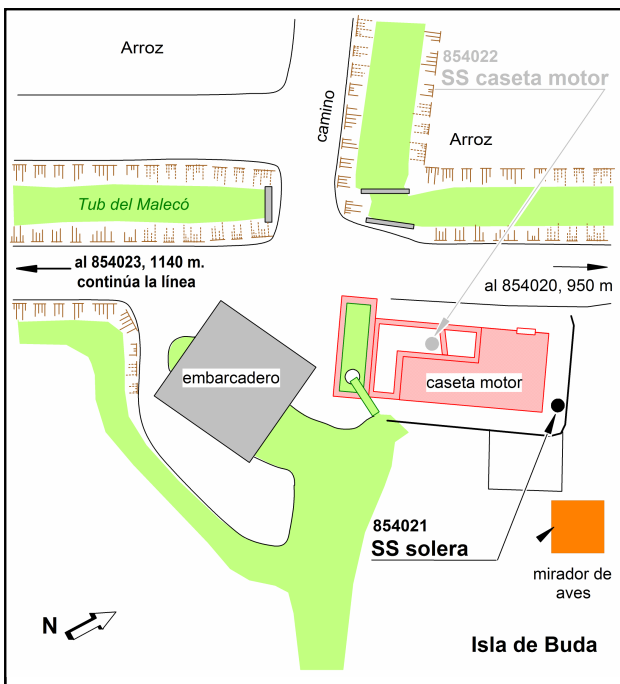 Arroz
854022
SS caseta motor
camino
Arroz
Tub del Malecó
al 854023, 1140 m.
continúa la línea
al 854020, 950 m
embarcadero
caseta motor
854021
SS solera
mirador de
aves
N
Isla de Buda